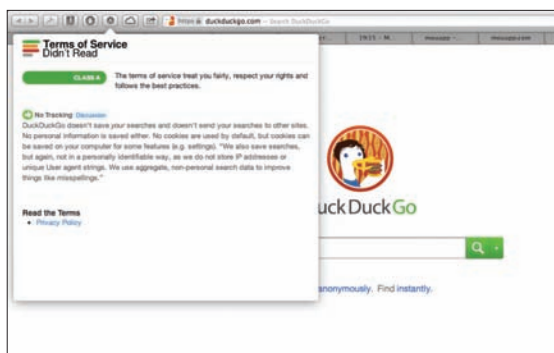 https duckduckgo.com — Search DuckDuckGo
Terms of Service
Didn't Read
CLASS A
The terms of service treat you fairly, respect your rights and
follows the best practices.
No Tracking Discussion
DuckDuckGo doesn't save your searches and doesn't send your searches to other sites.
No personal information is saved either. No cookies are used by default, but cookies can
be saved on your computer for some features (e.g. settings). "We also save searches,
but again, not in a personally identifiable way, as we do not store IP addresses or
unique User agent strings. We use aggregate, non-personal search data to improve
things like misspellings."
Read the Terms
Privacy Policy
uckDuckGo
anonymously. Find instantly.